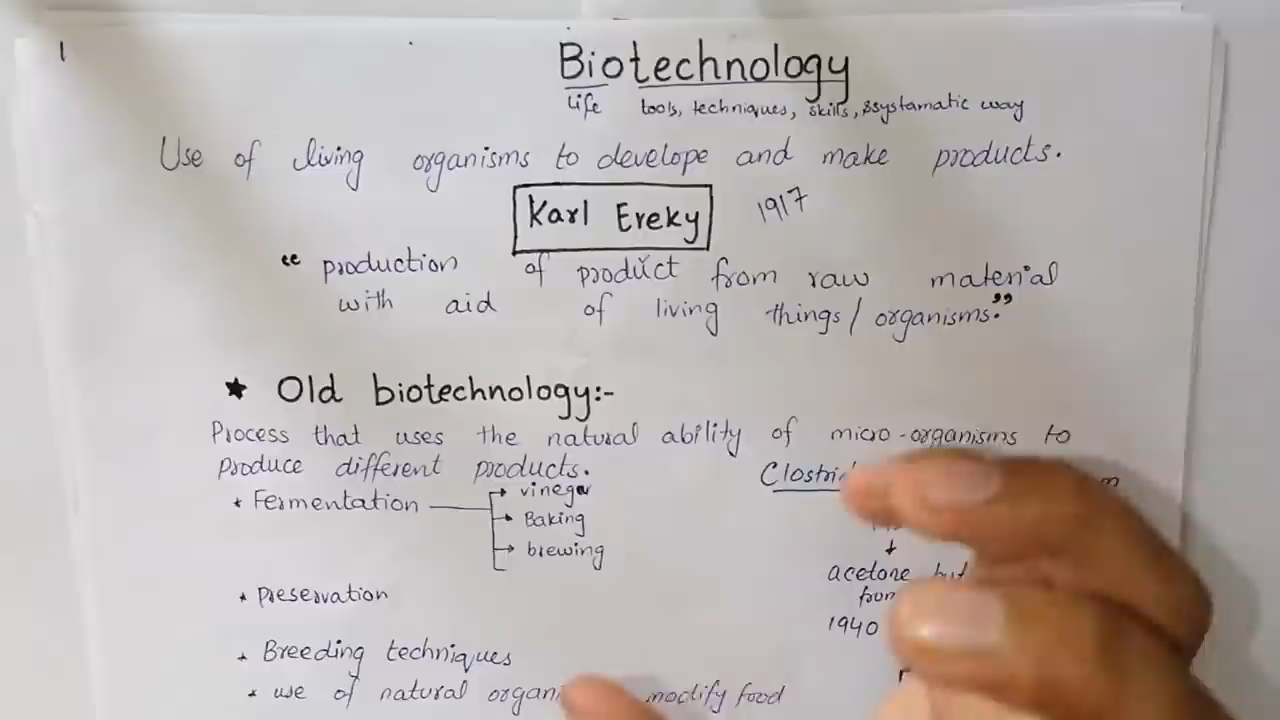 1
Biotechnology
Life tools, techniques, skills, systamatic way
Use of living organisms to develope and make products.
Karl Ereky 1917
"production of product from raw material
with aid of living things/organisms."
★ Old biotechnology:-
Process that uses the natural ability of micro-organisms to
produce different products.
* Fermentation → vinegar
→ Baking
→ brewing
acetone
from
1940
* Preservation
* Breeding techniques
* use of natural modify food